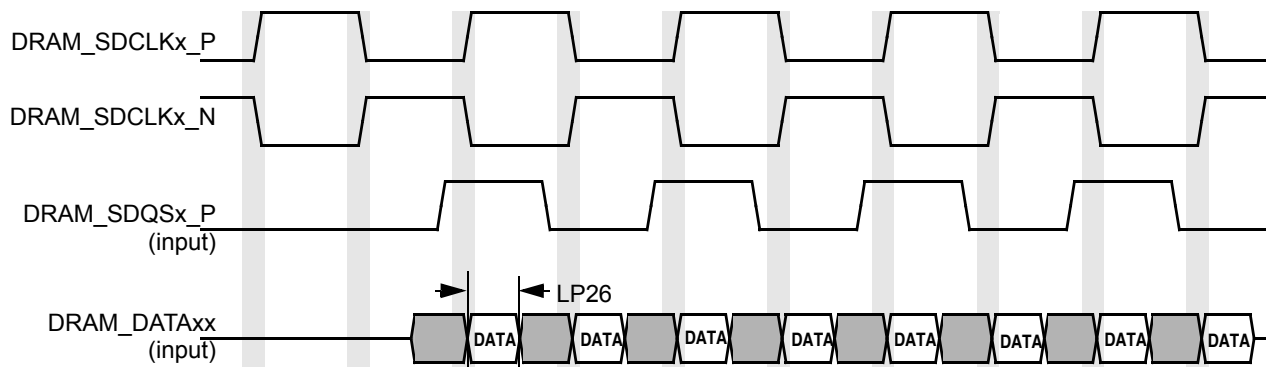 DRAM_SDCLKx_P
DRAM_SDCLKx_N
DRAM_SDQSx_P
(input)
LP26
DRAM_DATAxx
(input)
DATA DATA DATA DATA DATA DATA DATA DATA